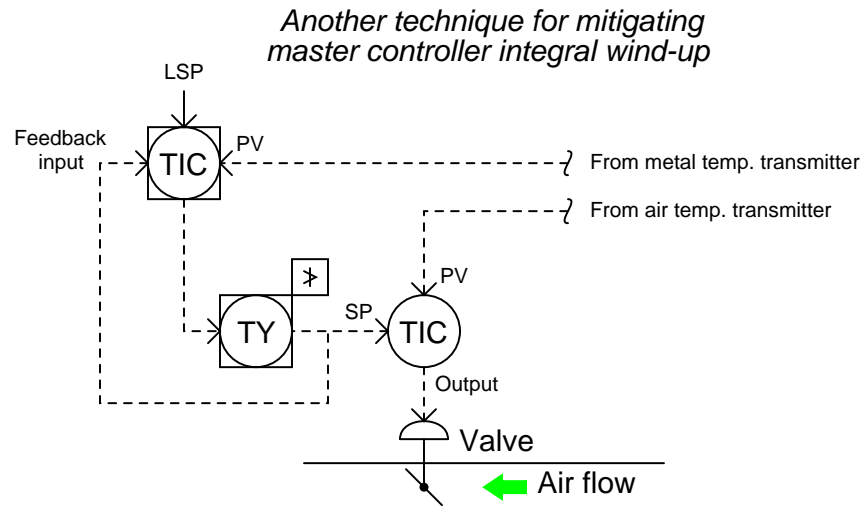 Another technique for mitigating
master controller integral wind-up
LSP
Feedback
input
PV
TIC
From metal temp. transmitter
From air temp. transmitter
PV
TY
SP
TIC
Output
Valve
Air flow